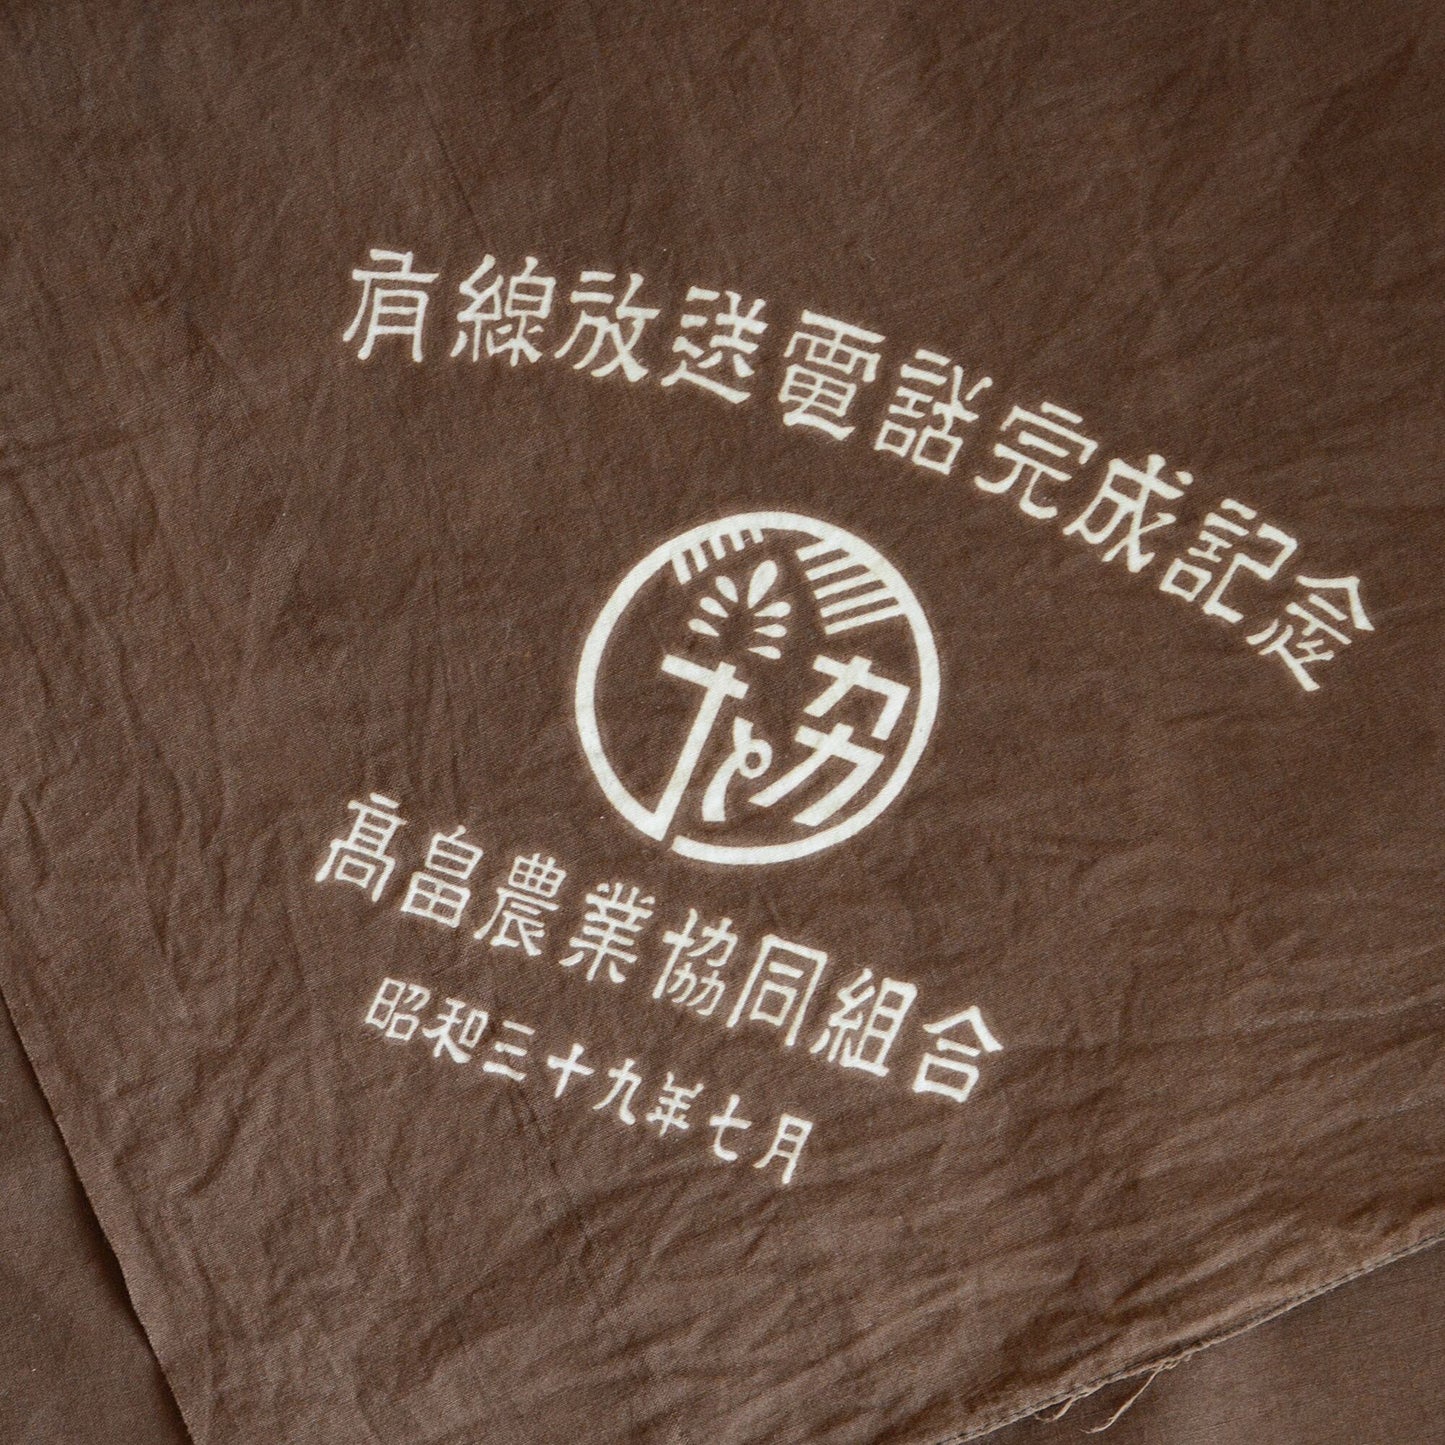 有線放送電話完成記念
協
高畠農業協同組合
昭和三十九年七月